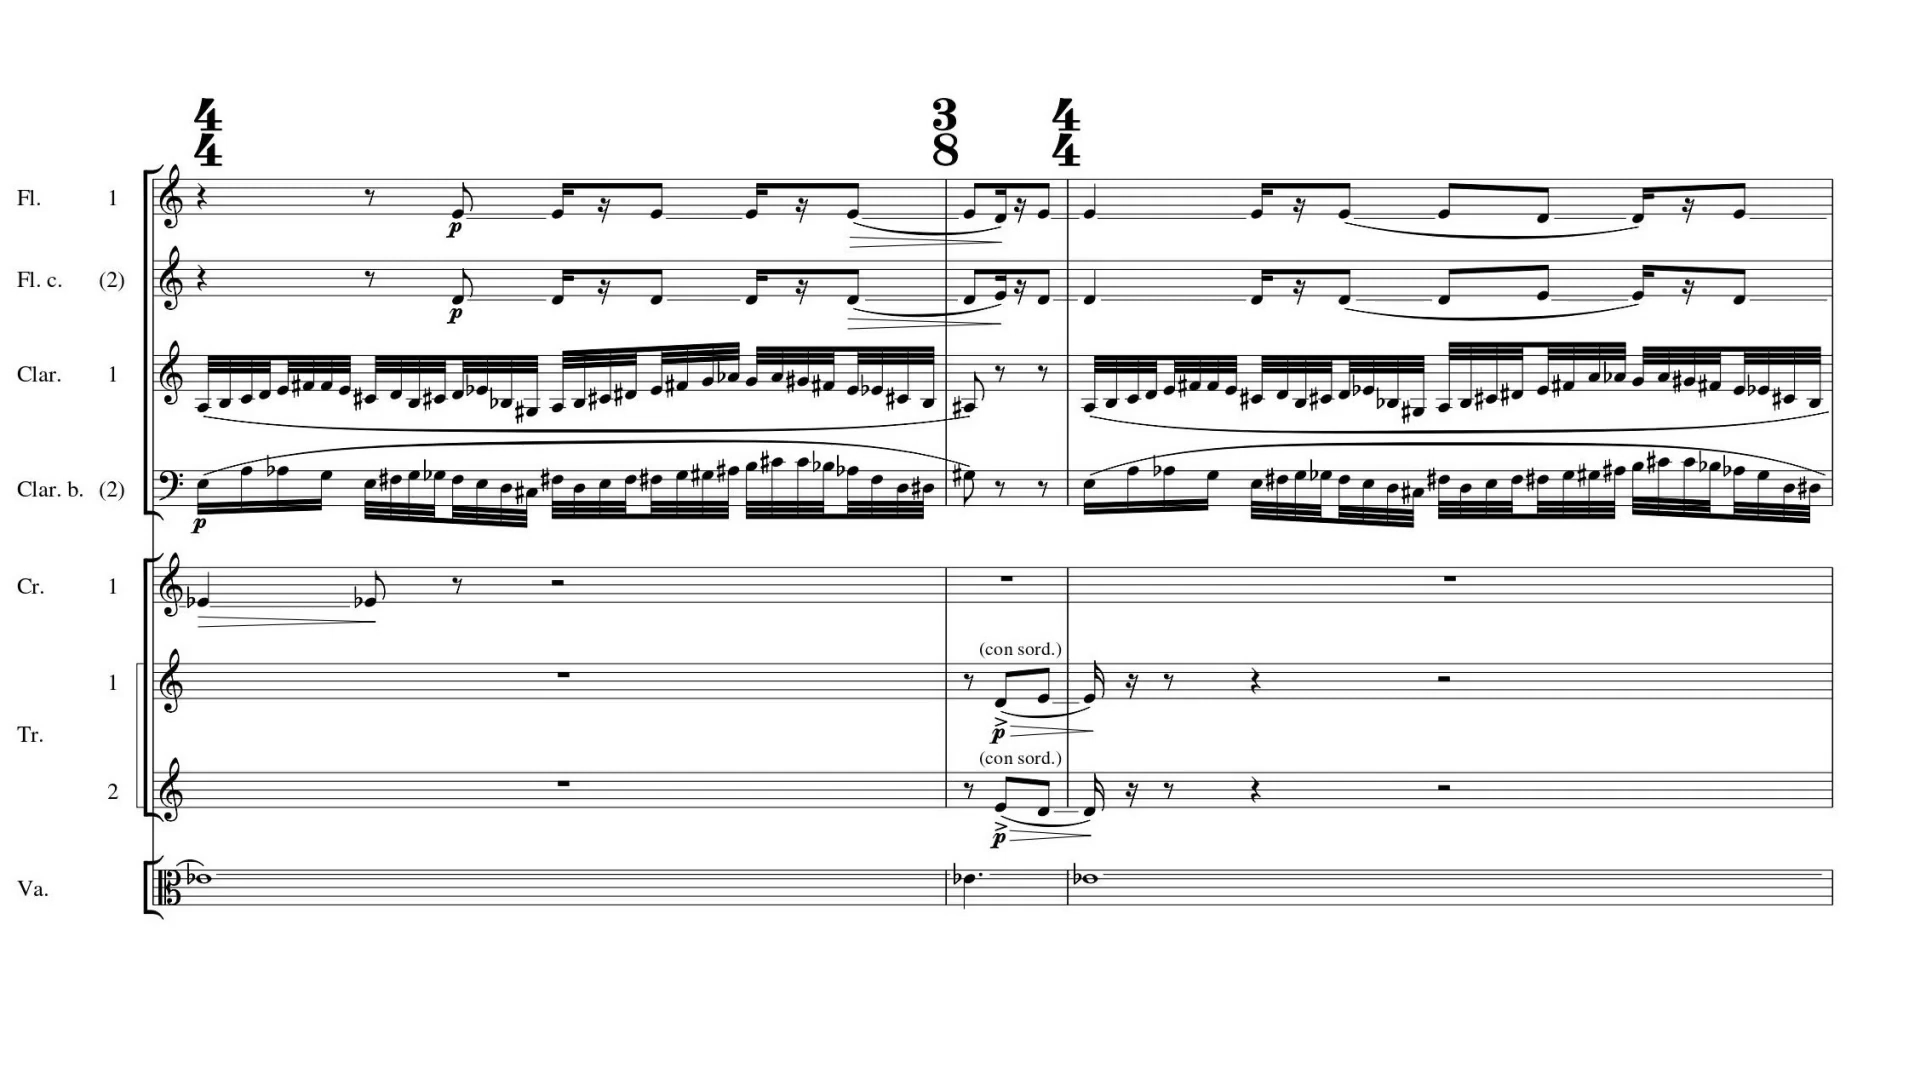 4 3 4
4 8 4
Fl. 1
p
Fl. c. (2)
p
Clar. 1
Clar. b. (2)
p
Cr. 1
(con sord.)
1
p
Tr.
(con sord.)
2
p
Va.